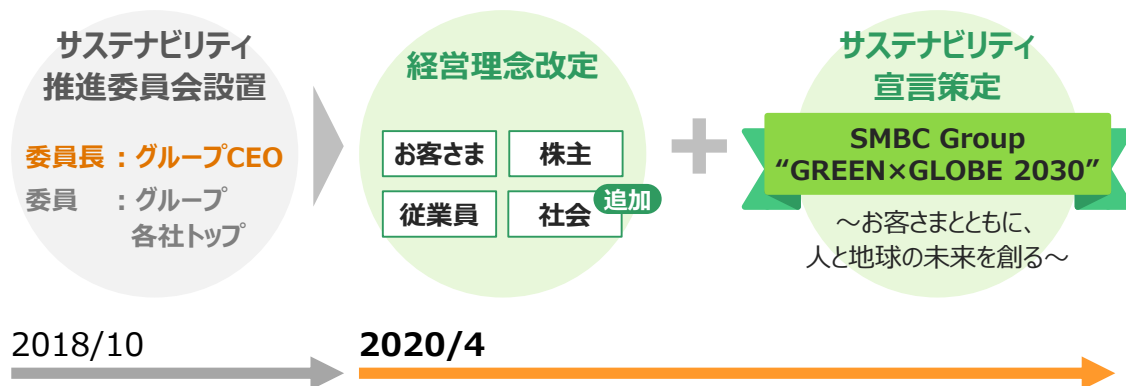 サステナビリティ
推進委員会設置
委員長 : グループCEO
委員 : グループ
各社トップ
経営理念改定
お客さま
株主
従業員
社会
追加
サステナビリティ
宣言策定
SMBC Group
“GREEN×GLOBE 2030”
～お客さまとともに、
人と地球の未来を創る～
2018/10
2020/4